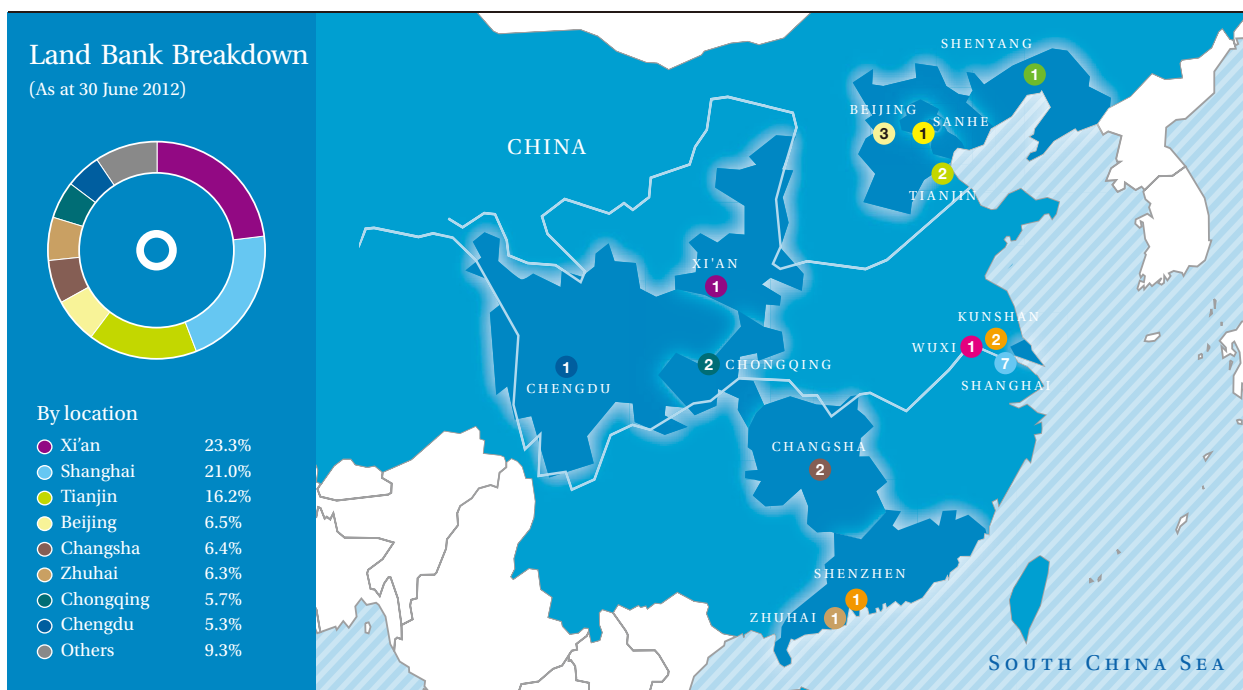 Land Bank Breakdown
(As at 30 June 2012)
By location
Xi'an 23.3%
Shanghai 21.0%
Tianjin 16.2%
Beijing 6.5%
Changsha 6.4%
Zhuhai 6.3%
Chongqing 5.7%
Chengdu 5.3%
Others 9.3%
SHENYANG
1
BEIJING
3
1
SANHE
2
TIANJIN
CHINA
XI'AN
1
KUNSHAN
2
WUXI 1
7
SHANGHAI
1
CHENGDU
2 CHONGQING
CHANGSHA
2
SHENZHEN
1
ZHUHAI 1
SOUTH CHINA SEA